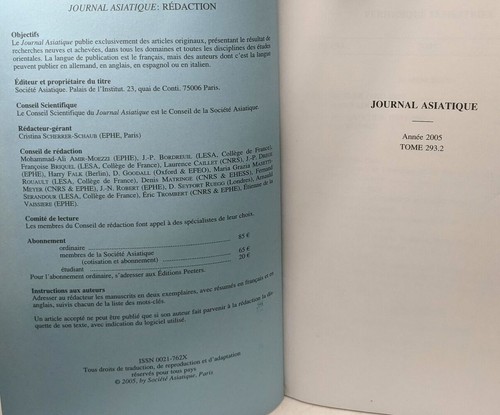 JOURNAL ASIATIQUE: RÉDACTION
Objectifs
Le Journal Asiatique publie exclusivement des articles originaux, présentant le résultat de
recherches neuves et achevées, dans tous les domaines et toutes les disciplines des études
orientales. La langue de publication est le français, mais des auteurs dont c'est la langue
peuvent publier en allemand, en anglais, en espagnol ou en italien.
Éditeur et propriétaire du titre
Société Asiatique. Palais de l'Institut. 23, quai de Conti. 75006 Paris.
Conseil Scientifique
Le Conseil Scientifique du Journal Asiatique est le Conseil de la Société Asiatique.
Rédacteur-gérant
Cristina SCHERRER-SCHAUB (EPHE, Paris)
Conseil de rédaction
Mohammad-Ali AMIR-MOEZZI (EPHE), J.-P. BORDREUIL (LESA, Collège de France),
Françoise BRIQUEL (LESA, Collège de France), Laurence CAILLET (CNRS), J.-P. DREGE
(EPHE), Harry FALK (Berlin), D. GOODALL (Oxford & EFEO), Maria Grazia MASETTI-
ROUAULT (LESA, Collège de France), Denis MATRINGE (CNRS & EHESS), Fernand
MEYER (CNRS & EPHE), J.-N. ROBERT (EPHE), D. SEYFORT RUEGG (Londres), Arnauld
SÉRANDOUR (LESA, Collège de France), Éric TROMBERT (CNRS & EPHE), Étienne de la
VAISSIÈRE (EPHE).
Comité de lecture
Les membres du Conseil de rédaction font appel à des spécialistes de leur choix.
Abonnement
ordinaire 85 €
membres de la Société Asiatique 65 €
(cotisation et abonnement)
étudiant 20 €
Pour l'abonnement ordinaire, s'adresser aux Éditions Peeters.
Instructions aux auteurs
Adresser au rédacteur les manuscrits en deux exemplaires, avec résumés en français et en
anglais, suivis chacun de la liste des mots-clés.
Un article accepté ne peut être publié que si son auteur fait parvenir à la rédaction la dis-
quette de son texte, avec indication du logiciel utilisé.
ISSN 0021-762X
Tous droits de traduction, de reproduction et d'adaptation
réservés pour tous pays
© 2005, by Société Asiatique, Paris
JOURNAL ASIATIQUE
Année 2005
TOME 293.2